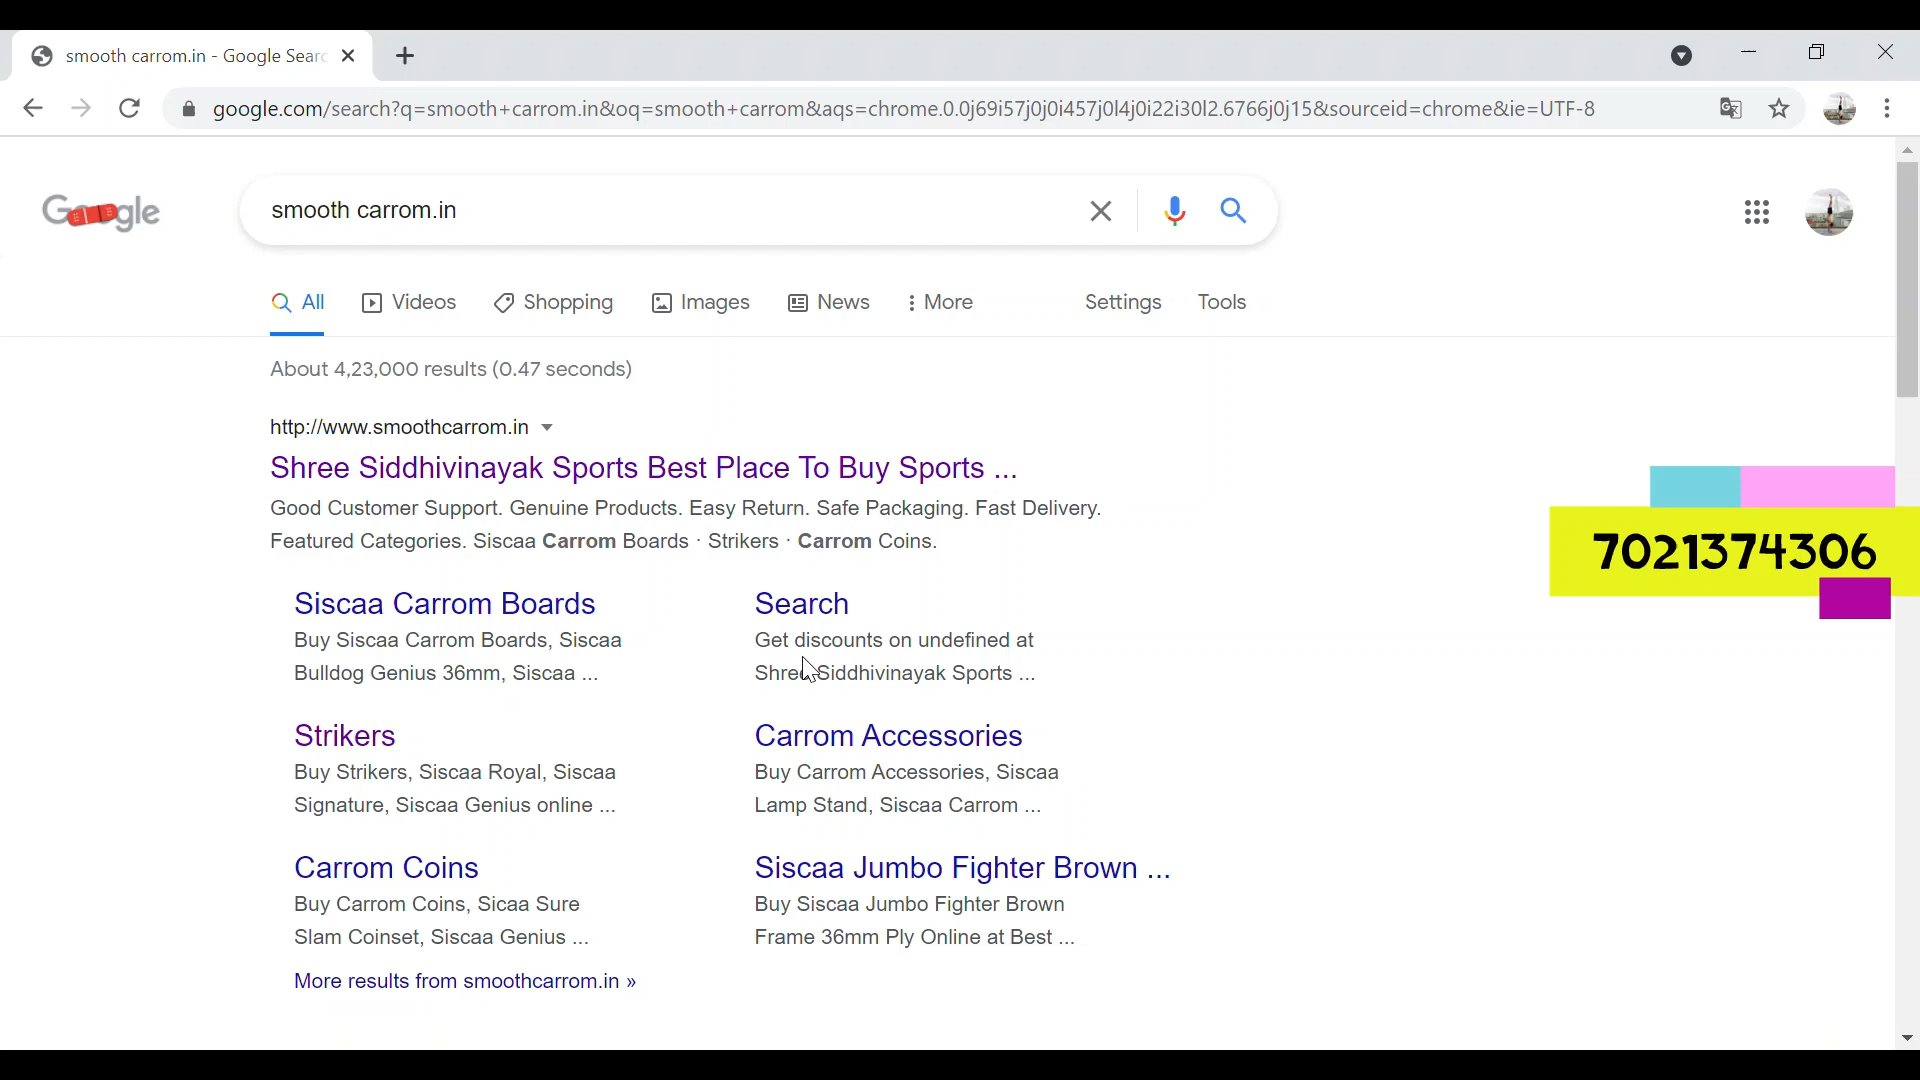 smooth carrom.in - Google Sear
google.com/search?q=smooth+carrom.in&oq=smooth+carrom&aqs=chrome.0.0j69i57j0j0i457j0l4j0i22i30l2.6766j0j15&sourceid=chrome&ie=UTF-8
Google
smooth carrom.in
All Videos Shopping Images News More Settings Tools
About 4,23,000 results (0.47 seconds)
http://www.smoothcarrom.in
Shree Siddhivinayak Sports Best Place To Buy Sports ...
Good Customer Support. Genuine Products. Easy Return. Safe Packaging. Fast Delivery.
Featured Categories. Siscaa Carrom Boards · Strikers · Carrom Coins.
7021374306
Siscaa Carrom Boards
Buy Siscaa Carrom Boards, Siscaa
Bulldog Genius 36mm, Siscaa ...
Search
Get discounts on undefined at
Shree Siddhivinayak Sports ...
Strikers
Buy Strikers, Siscaa Royal, Siscaa
Signature, Siscaa Genius online ...
Carrom Accessories
Buy Carrom Accessories, Siscaa
Lamp Stand, Siscaa Carrom ...
Carrom Coins
Buy Carrom Coins, Sicaa Sure
Slam Coinset, Siscaa Genius ...
Siscaa Jumbo Fighter Brown ...
Buy Siscaa Jumbo Fighter Brown
Frame 36mm Ply Online at Best ...
More results from smoothcarrom.in »